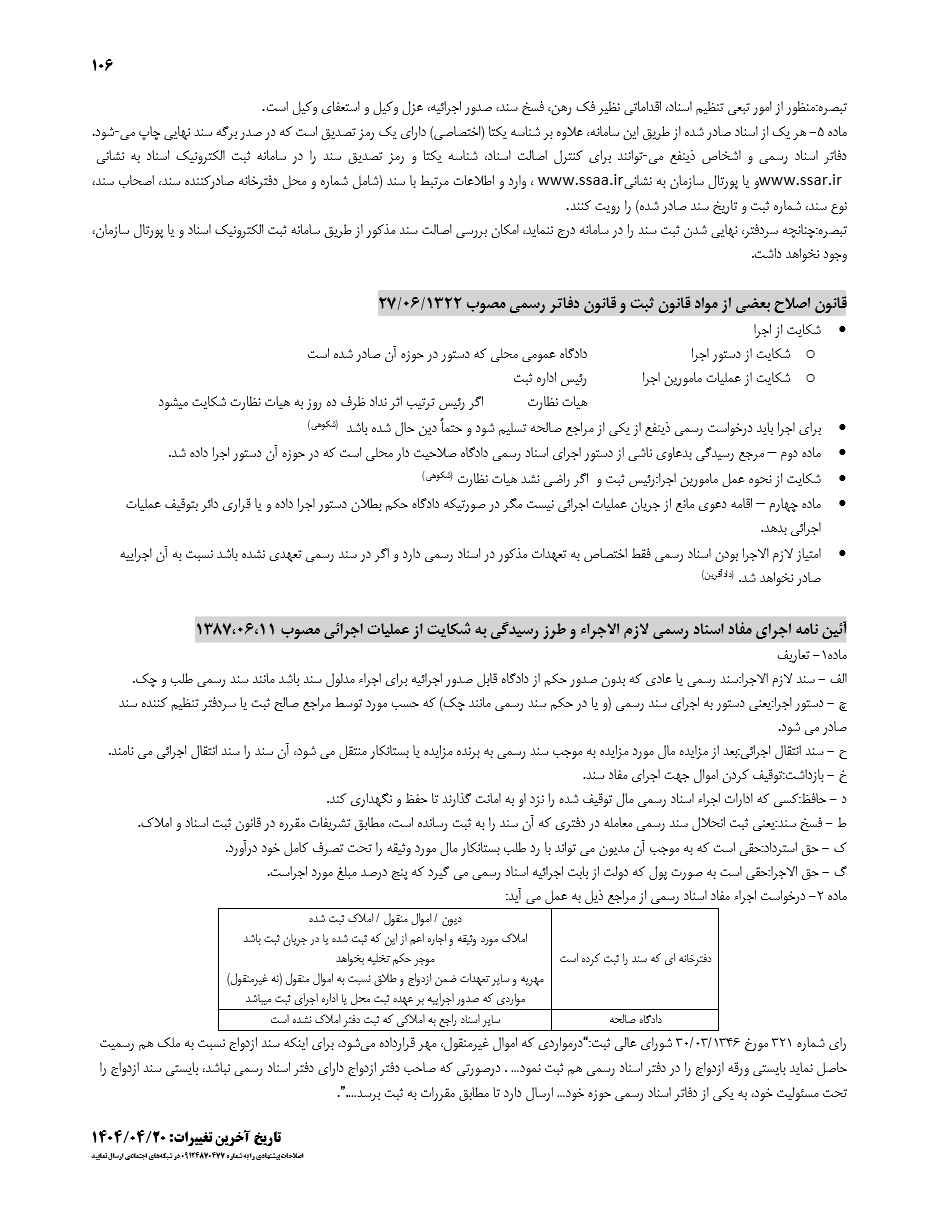 ۱۰۶
تبصره:منظور از امور تبعی تنظیم اسناد، اقداماتی نظیر فک رهن، فسخ سند، صدور اجرائیه، عزل وکیل و استعفای وکیل است.
ماده ۵- هر یک از اسناد صادر شده از طریق این سامانه، علاوه بر شناسه یکتا (اختصاصی) دارای یک رمز تصدیق است که در صدر برگه سند نهایی چاپ می-شود.
دفاتر اسناد رسمی و اشخاص ذینفع می-توانند برای کنترل اصالت اسناد، شناسه یکتا و رمز تصدیق سند را در سامانه ثبت الکترونیک اسناد به نشانی
www.ssar.irو یا پورتال سازمان به نشانیwww.ssaa.ir ، وارد و اطلاعات مرتبط با سند (شامل شماره و محل دفترخانه صادرکننده سند، اصحاب سند،
نوع سند، شماره ثبت و تاریخ سند صادر شده) را رویت کنند.
تبصره:چنانچه سردفتر، نهایی شدن ثبت سند را در سامانه درج ننماید، امکان بررسی اصالت سند مذکور از طریق سامانه ثبت الکترونیک اسناد و یا پورتال سازمان،
وجود نخواهد داشت.
قانون اصلاح بعضی از مواد قانون ثبت و قانون دفاتر رسمی مصوب ۲۷/۰۶/۱۳۲۲
• شکایت از اجرا
o شکایت از دستور اجرا دادگاه عمومی محلی که دستور در حوزه آن صادر شده است
o شکایت از عملیات مامورین اجرا رئیس اداره ثبت
هیات نظارت اگر رئیس ترتیب اثر نداد ظرف ده روز به هیات نظارت شکایت میشود
• برای اجرا باید درخواست رسمی ذینفع از یکی از مراجع صالحه تسلیم شود و حتماً دین حال شده باشد (شکوهی)
• ماده دوم – مرجع رسیدگی بدعاوی ناشی از دستور اجرای اسناد رسمی دادگاه صلاحیت دار محلی است که در حوزه آن دستور اجرا داده شد.
• شکایت از نحوه عمل مامورین اجرا:رئیس ثبت و اگر راضی نشد هیات نظارت (شکوهی)
• ماده چهارم – اقامه دعوی مانع از جریان عملیات اجرائی نیست مگر در صورتیکه دادگاه حکم بطلان دستور اجرا داده و یا قراری دائر بتوقیف عملیات
اجرائی بدهد.
• امتیاز لازم الاجرا بودن اسناد رسمی فقط اختصاص به تعهدات مذکور در اسناد رسمی دارد و اگر در سند رسمی تعهدی نشده باشد نسبت به آن اجراییه
صادر نخواهد شد. (دادآفرین)
آئین نامه اجرای مفاد اسناد رسمی لازم الاجراء و طرز رسیدگی به شکایت از عملیات اجرائی مصوب ۱۳۸۷،۰۶،۱۱
ماده۱- تعاریف
الف – سند لازم الاجرا:سند رسمی یا عادی که بدون صدور حکم از دادگاه قابل صدور اجرائیه برای اجراء مدلول سند باشد مانند سند رسمی طلب و چک.
چ – دستور اجرا:یعنی دستور به اجرای سند رسمی (و یا در حکم سند رسمی مانند چک) که حسب مورد توسط مراجع صالح ثبت یا سردفتر تنظیم کننده سند
صادر می شود.
ح – سند انتقال اجرائی:بعد از مزایده مال مورد مزایده به موجب سند رسمی به برنده مزایده یا بستانکار منتقل می شود، آن سند را سند انتقال اجرائی می نامند.
خ – بازداشت:توقیف کردن اموال جهت اجرای مفاد سند.
د – حافظ:کسی که ادارات اجراء اسناد رسمی مال توقیف شده را نزد او به امانت گذارند تا حفظ و نگهداری کند.
ط – فسخ سند:یعنی ثبت انحلال سند رسمی معامله در دفتری که آن سند را به ثبت رسانده است، مطابق تشریفات مقرره در قانون ثبت اسناد و املاک.
ک – حق استرداد:حقی است که به موجب آن مدیون می تواند با رد طلب بستانکار مال مورد وثیقه را تحت تصرف کامل خود درآورد.
گ – حق الاجرا:حقی است به صورت پول که دولت از بابت اجرائیه اسناد رسمی می گیرد که پنج درصد مبلغ مورد اجراست.
ماده ۲- درخواست اجراء مفاد اسناد رسمی از مراجع ذیل به عمل می آید:
دیون / اموال منقول / املاک ثبت شده
املاک مورد وثیقه و اجاره اعم از این که ثبت شده یا در جریان ثبت باشد
دفترخانه ای که سند را ثبت کرده است موجر حکم تخلیه بخواهد
مهریه و سایر تعهدات ضمن ازدواج و طلاق نسبت به اموال منقول (نه غیرمنقول)
مواردی که صدور اجراییه بر عهده ثبت محل یا اداره اجرای ثبت میباشد
دادگاه صالحه سایر اسناد راجع به املاکی که ثبت دفتر املاک نشده است
رای شماره ۳۲۱ مورخ ۳۰/۰۳/۱۳۴۶ شورای عالی ثبت:“درمواردی که اموال غیرمنقول، مهر قرارداده می‌شود، برای اینکه سند ازدواج نسبت به ملک هم رسمیت
حاصل نماید بایستی ورقه ازدواج را در دفتر اسناد رسمی هم ثبت نمود... . درصورتی که صاحب دفتر ازدواج دارای دفتر اسناد رسمی نباشد، بایستی سند ازدواج را
تحت مسئولیت خود، به یکی از دفاتر اسناد رسمی حوزه خود... ارسال دارد تا مطابق مقررات به ثبت برسد....”.
تاریخ آخرین تغییرات: ۱۴۰۴/۰۴/۲۰
اصلاحات پیشنهادی را به شماره ۰۹۱۲۴۸۷۰۴۷۷ در شبکه‌های اجتماعی ارسال نمایید